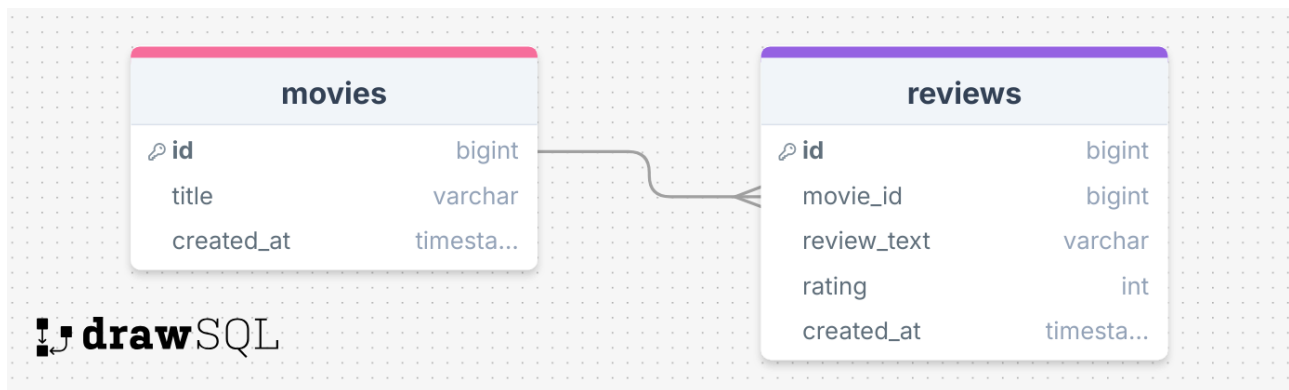 movies
id bigint
title varchar
created_at timesta...
reviews
id bigint
movie_id bigint
review_text varchar
rating int
created_at timesta...
drawSQL